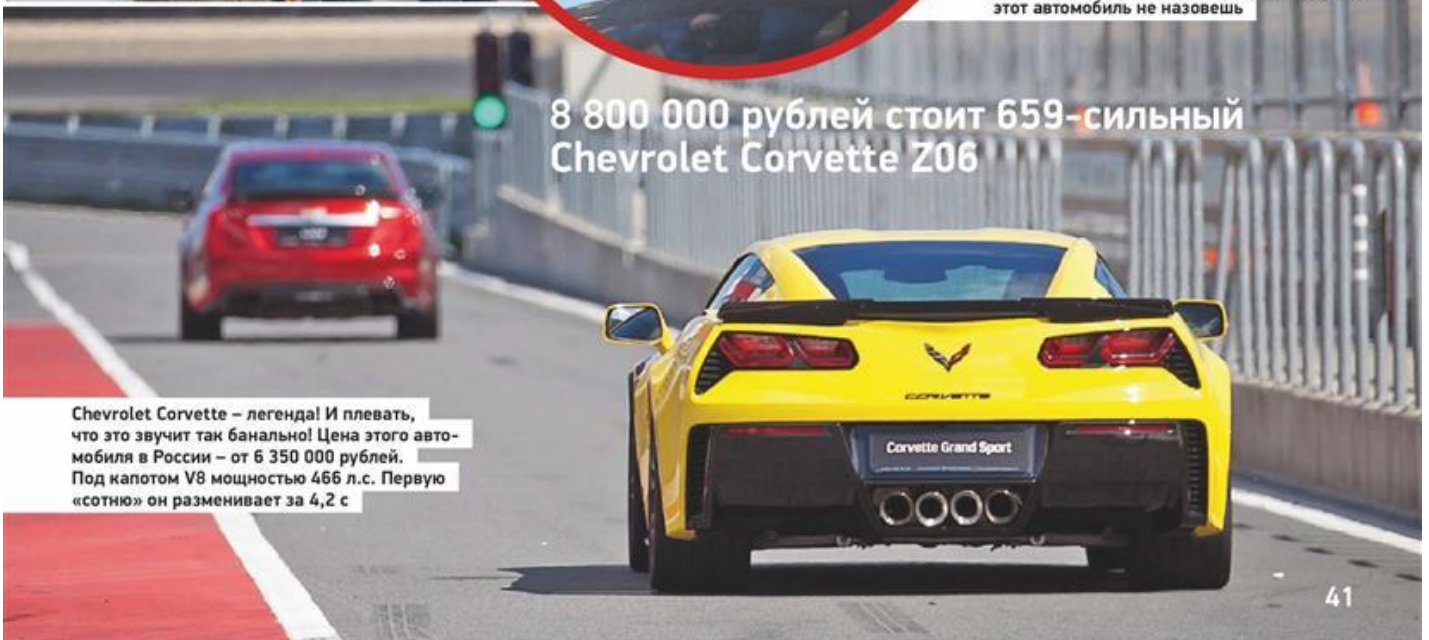 этот автомобиль не назовешь
8 800 000 рублей стоит 659-сильный
Chevrolet Corvette Z06
Chevrolet Corvette – легенда! И плевать,
что это звучит так банально! Цена этого авто-
мобиля в России – от 6 350 000 рублей.
Под капотом V8 мощностью 466 л.с. Первую
«сотню» он разменивает за 4,2 с
CORVETTE
Corvette Grand Sport
41